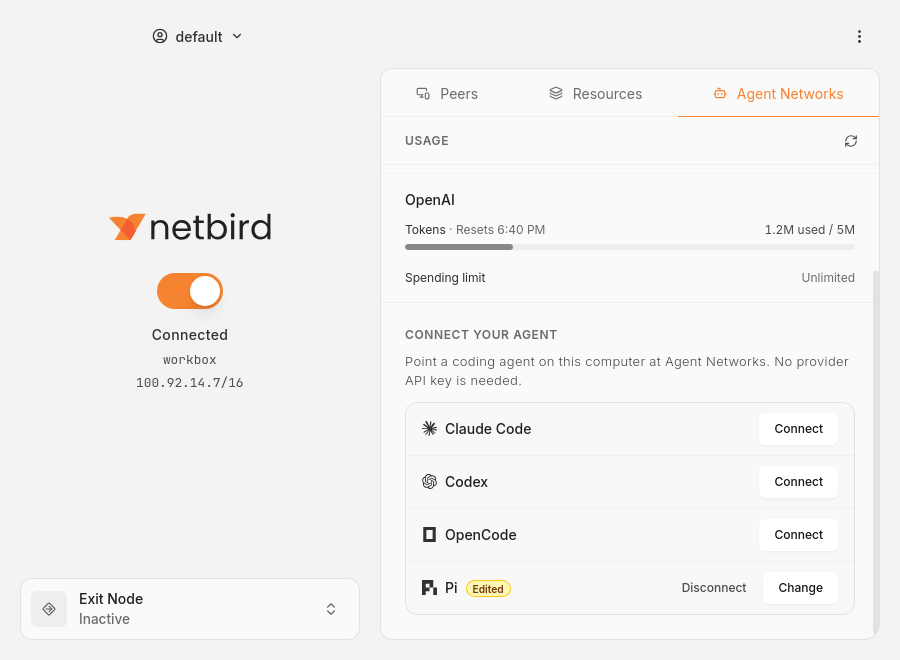 default
Peers
Resources
Agent Networks
USAGE
OpenAI
Tokens · Resets 6:40 PM
1.2M used / 5M
Spending limit
Unlimited
netbird
Connected
workbox
100.92.14.7/16
CONNECT YOUR AGENT
Point a coding agent on this computer at Agent Networks. No provider
API key is needed.
Claude Code
Connect
Codex
Connect
OpenCode
Connect
Pi
Edited
Disconnect
Change
Exit Node
Inactive